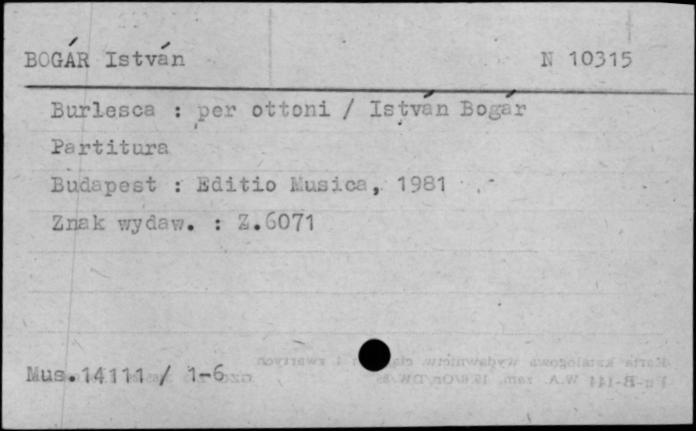 BOGÁR István N 10315
Burlesca : per ottoni / István Bogár
Partitura
Budapest : Editio Musica, 1981
Znak wydaw. : Z.6071
Mus.14111 / 1-6